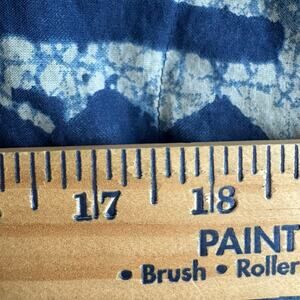 17 18
PAINT
• Brush • Roller